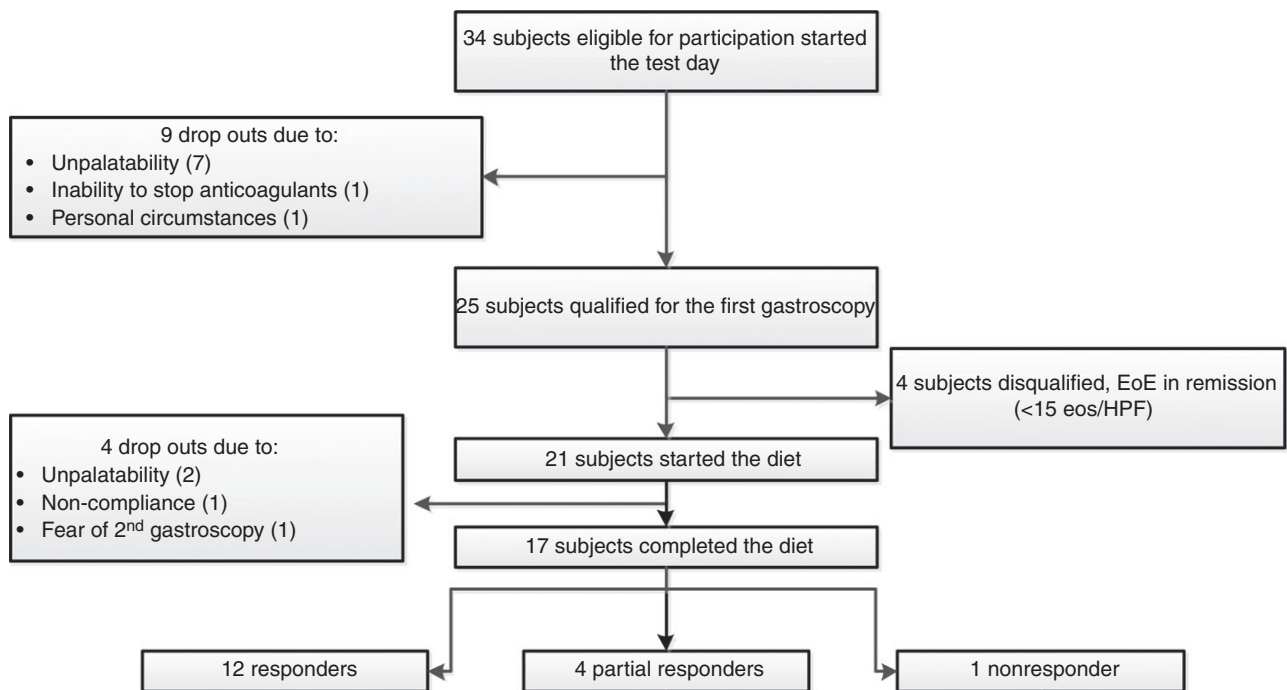 34 subjects eligible for participation started
the test day
9 drop outs due to:
• Unpalatability (7)
• Inability to stop anticoagulants (1)
• Personal circumstances (1)
25 subjects qualified for the first gastroscopy
4 subjects disqualified, EoE in remission
(<15 eos/HPF)
4 drop outs due to:
• Unpalatability (2)
• Non-compliance (1)
• Fear of 2nd gastroscopy (1)
21 subjects started the diet
17 subjects completed the diet
12 responders
4 partial responders
1 nonresponder